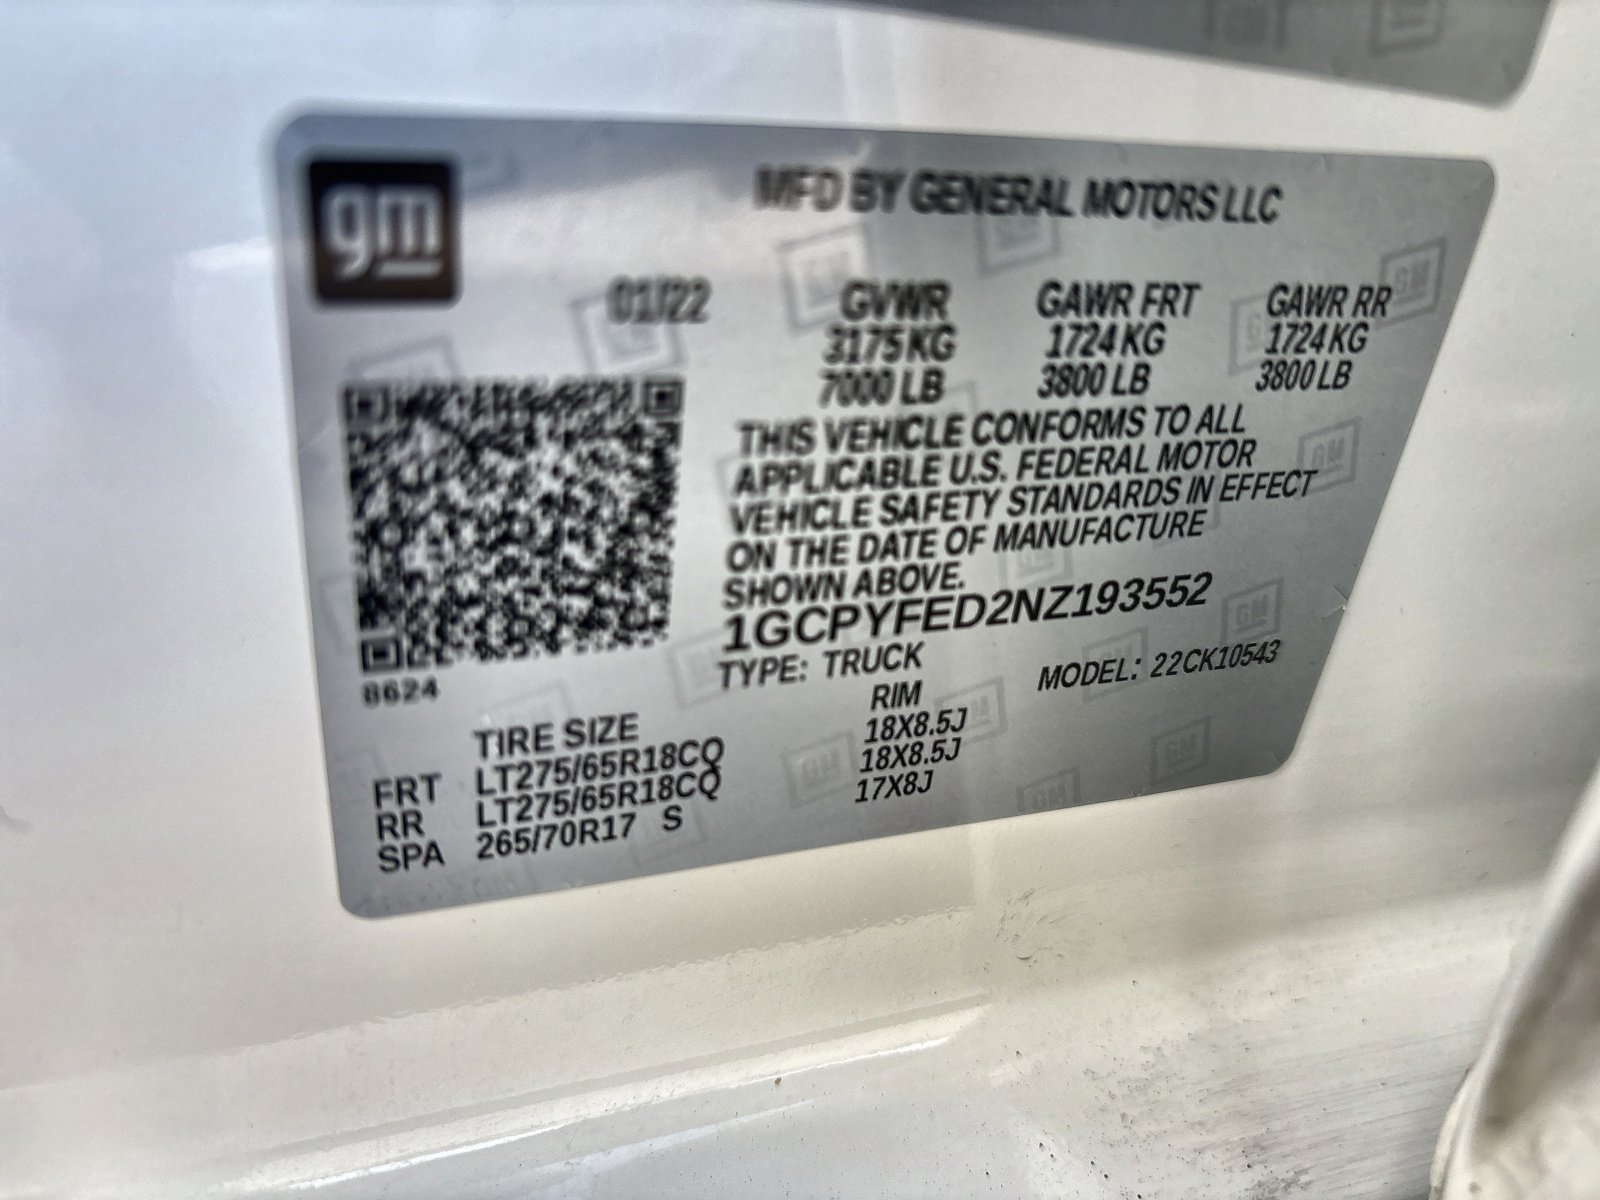 gm
MFD BY GENERAL MOTORS LLC
01/22 GVWR GAWR FRT GAWR RR
3175 KG 1724 KG 1724 KG
7000 LB 3800 LB 3800 LB
THIS VEHICLE CONFORMS TO ALL
APPLICABLE U.S. FEDERAL MOTOR
VEHICLE SAFETY STANDARDS IN EFFECT
ON THE DATE OF MANUFACTURE
SHOWN ABOVE.
1GCPYFED2NZ193552
TYPE: TRUCK MODEL: 22CK10543
8624
TIRE SIZE RIM
FRT LT275/65R18CQ 18X8.5J
RR LT275/65R18CQ 18X8.5J
SPA 265/70R17 S 17X8J